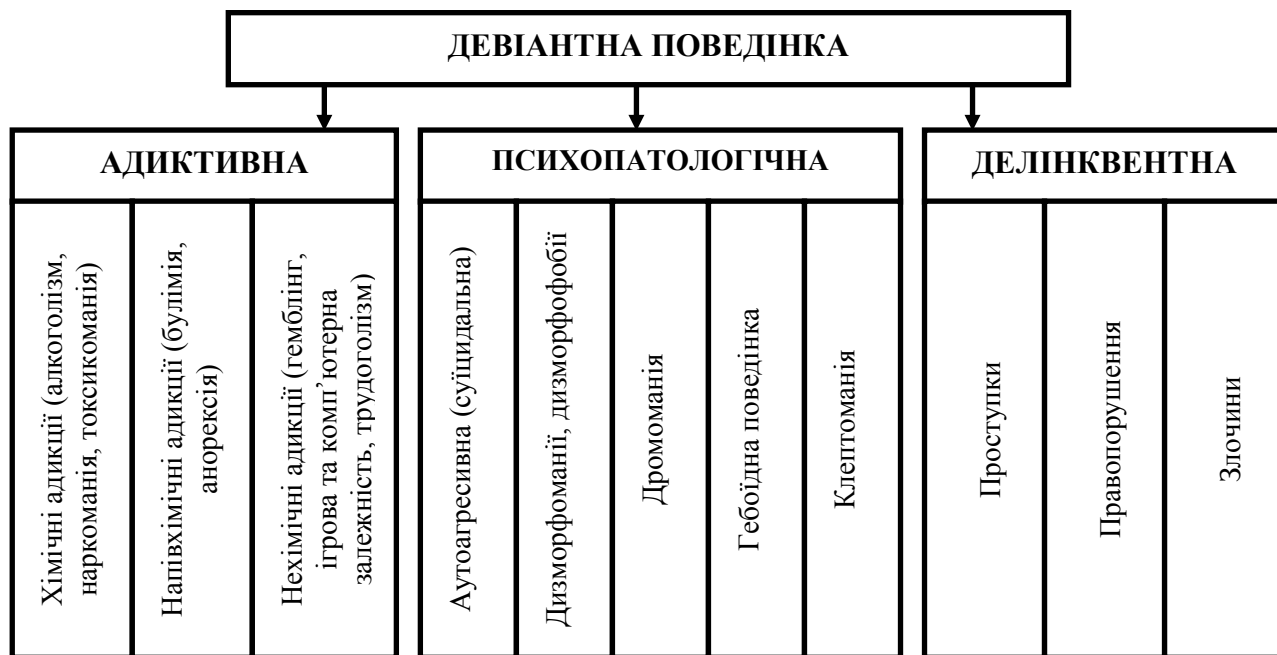 ДЕВІАНТНА ПОВЕДІНКА
АДИКТИВНА
ПСИХОПАТОЛОГІЧНА
ДЕЛІНКВЕНТНА
Хімічні адикції (алкоголізм,
наркоманія, токсикоманія)
Напівхімічні адикції (булімія,
анорексія)
Нехімічні адикції (гемблінг,
ігрова та комп’ютерна
залежність, трудоголізм)
Аутоагресивна (суїцидальна)
Дизморфоманії, дизморфофобії
Дромоманія
Гебоїдна поведінка
Клептоманія
Проступки
Правопорушення
Злочини